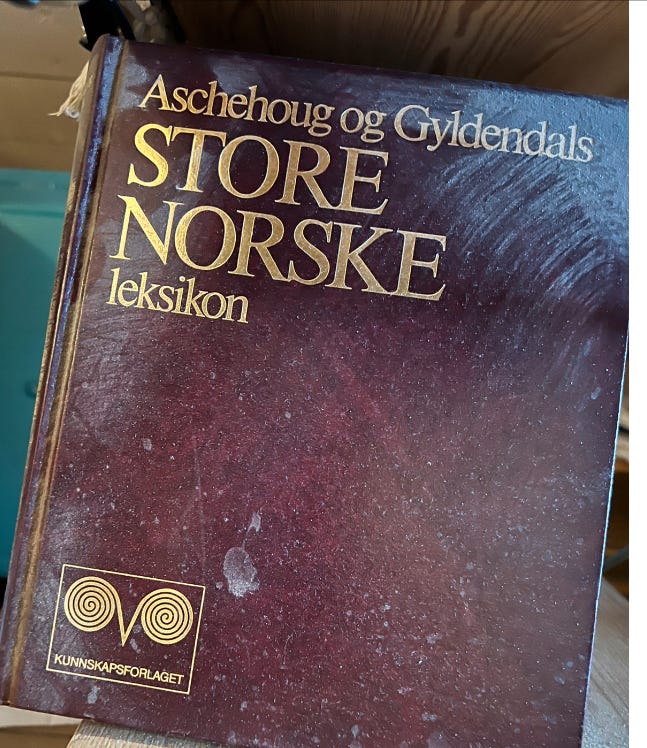 Aschehoug og Gyldendals
STORE
NORSKE
leksikon
KUNNSKAPSFORLAGET